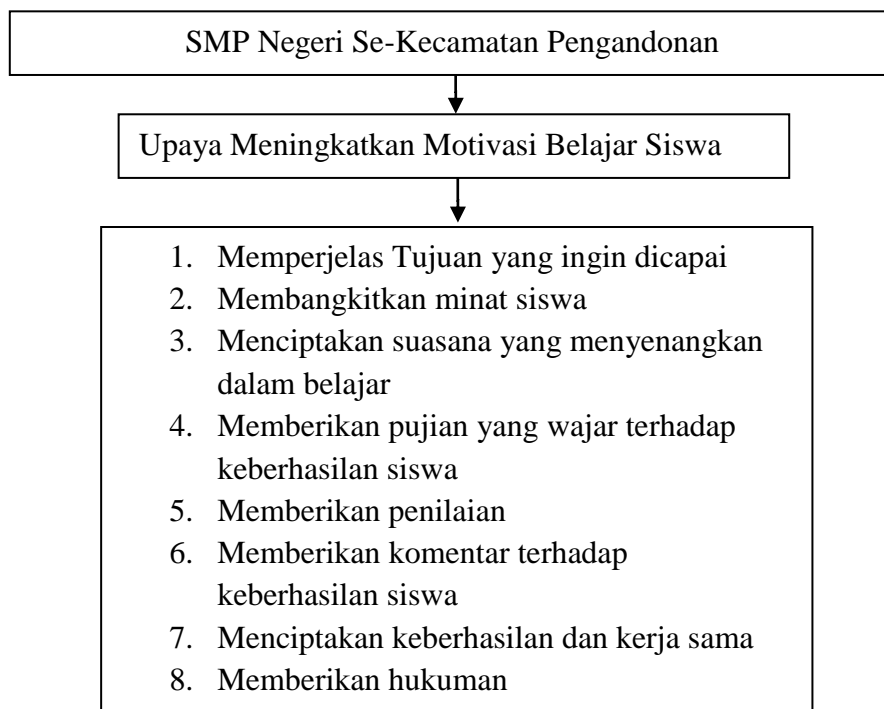 SMP Negeri Se-Kecamatan Pengandonan
Upaya Meningkatkan Motivasi Belajar Siswa
1. Memperjelas Tujuan yang ingin dicapai
2. Membangkitkan minat siswa
3. Menciptakan suasana yang menyenangkan
dalam belajar
4. Memberikan pujian yang wajar terhadap
keberhasilan siswa
5. Memberikan penilaian
6. Memberikan komentar terhadap
keberhasilan siswa
7. Menciptakan keberhasilan dan kerja sama
8. Memberikan hukuman